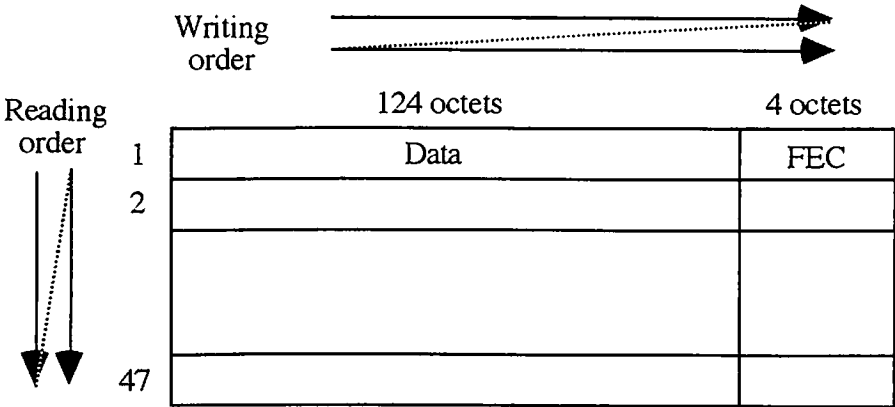 Writing
order
124 octets
4 octets
Reading
order
1
Data
FEC
2
47